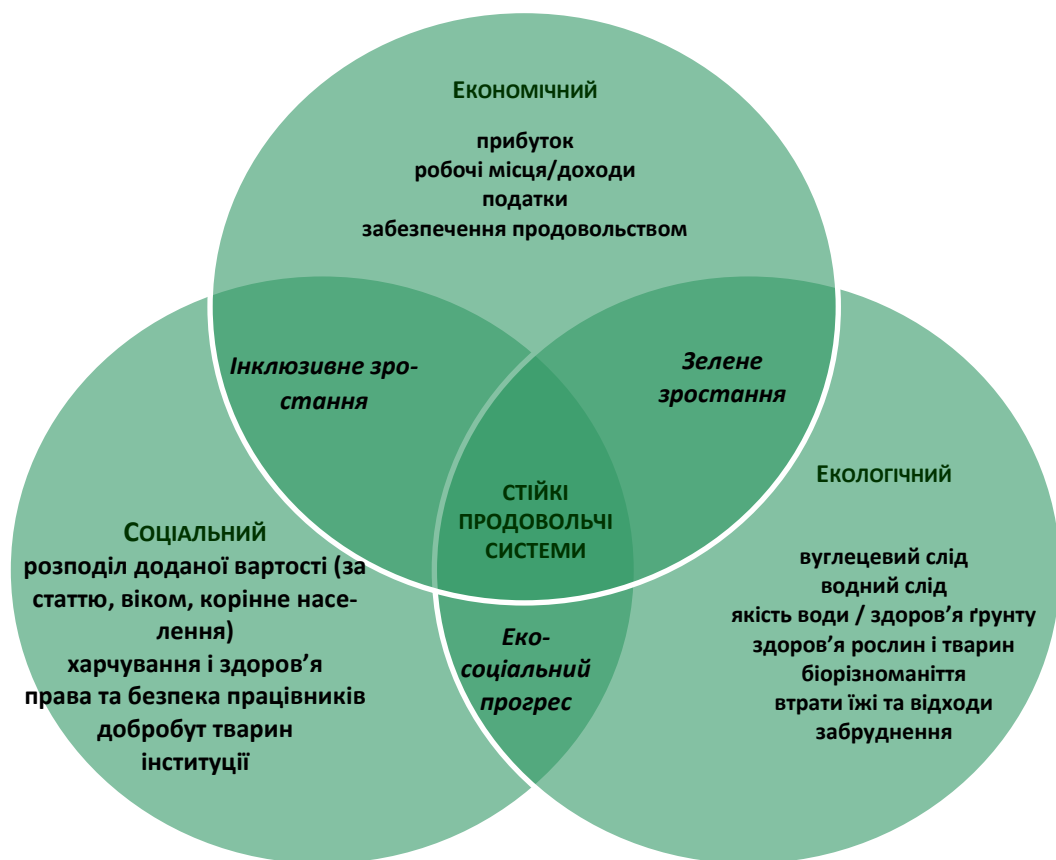 ЕКОНОМІЧНИЙ
прибуток
робочі місця/доходи
податки
забезпечення продовольством
Інклюзивне зро-
стання
Зелене
зростання
СТІЙКІ
ПРОДОВОЛЬЧІ
СИСТЕМИ
СОЦІАЛЬНИЙ
розподіл доданої вартості (за
статтю, віком, корінне насе-
лення)
харчування і здоров’я
права та безпека працівників
добробут тварин
інституції
Еко-
соціальний
прогрес
ЕКОЛОГІЧНИЙ
вуглецевий слід
водний слід
якість води / здоров’я ґрунту
здоров’я рослин і тварин
біорізноманіття
втрати їжі та відходи
забруднення